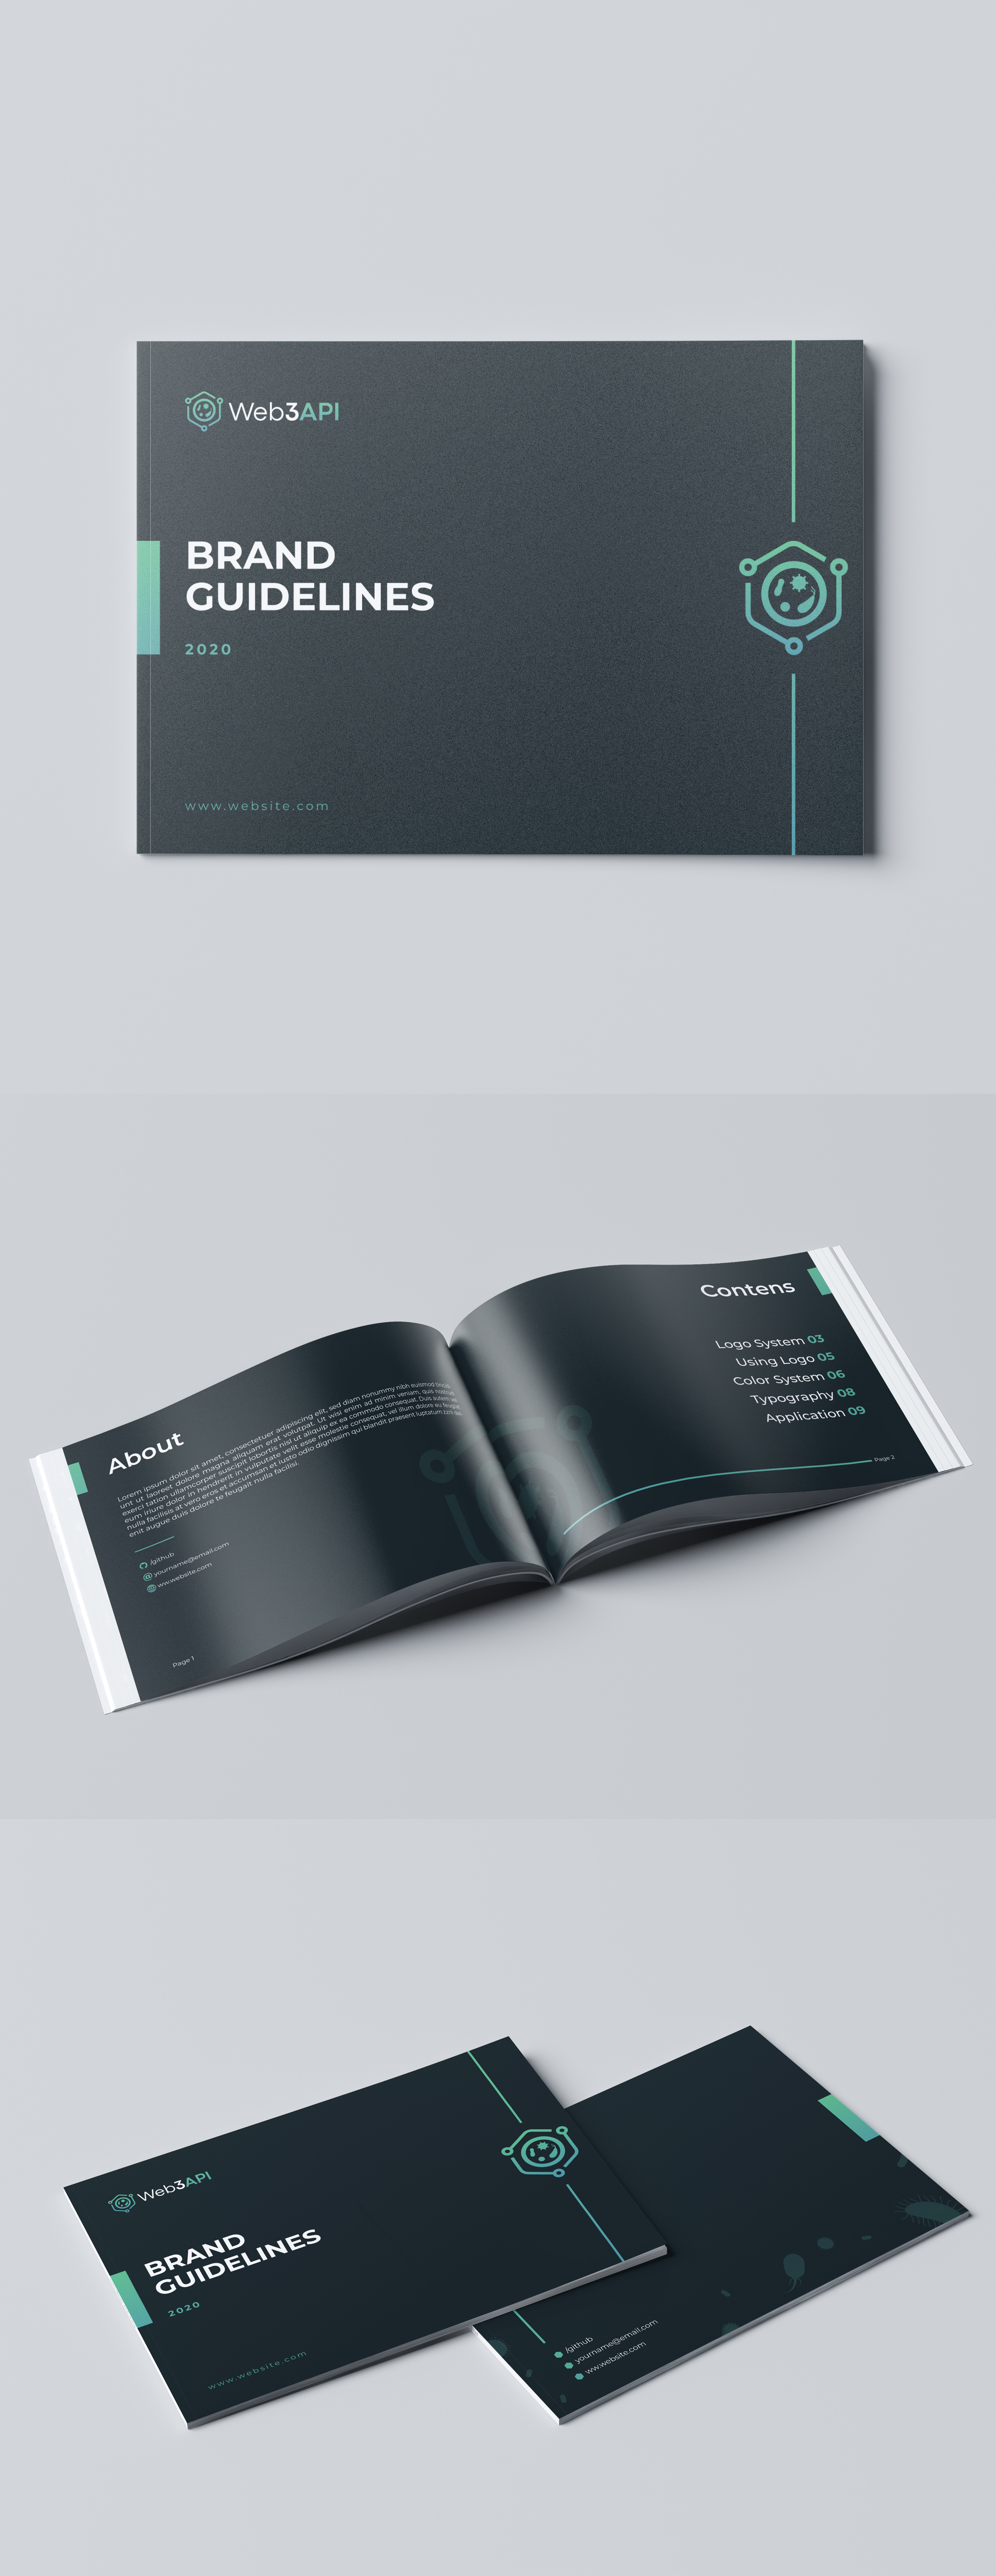 Web3API
BRAND
GUIDELINES
2020
www.website.com
About
Lorem ipsum dolor sit amet, consectetuer adipiscing elit, sed diam nonummy nibh euismod tincid
unt ut laoreet dolore magna aliquam erat volutpat. Ut wisi enim ad minim veniam, quis nostrud
exerci tation ullamcorper suscipit lobortis nisl ut aliquip ex ea commodo consequat. Duis autem vel
eum iriure dolor in hendrerit in vulputate velit esse molestie consequat, vel illum dolore eu feugiat
nulla facilisis at vero eros et accumsan et iusto odio dignissim qui blandit praesent luptatum zzril del
enit augue duis dolore te feugait nulla facilisi.
/github
yourname@email.com
ww.website.com
Page 1
Contens
Logo System 03
Using Logo 05
Color System 06
Typography 08
Application 09
Page 2
Web3API
BRAND
GUIDELINES
2020
www.website.com
/github
yourname@email.com
ww.website.com